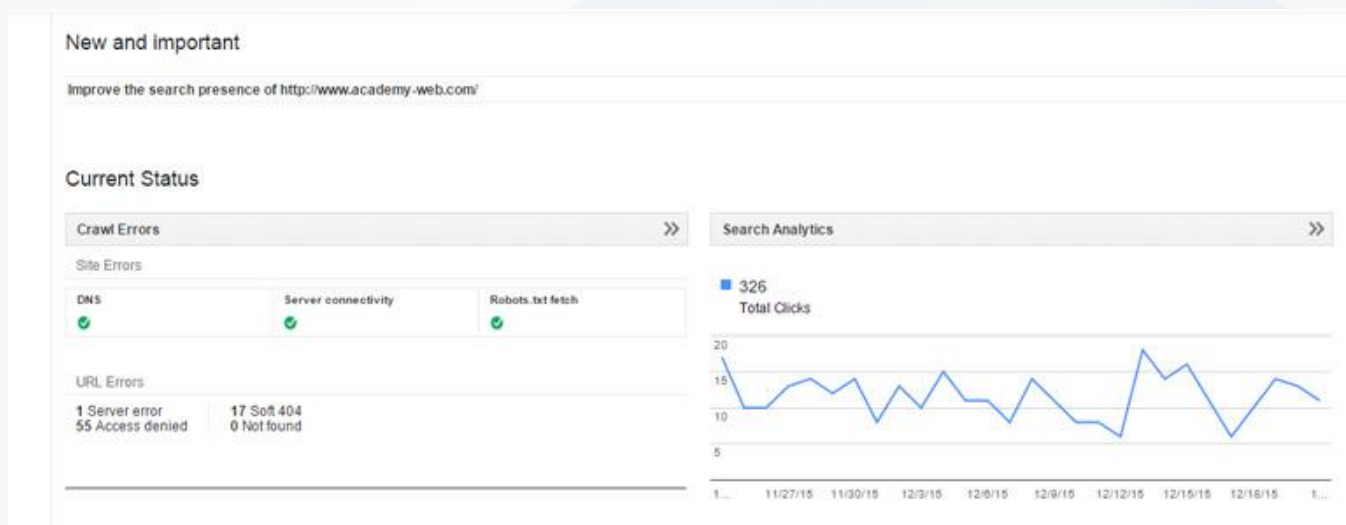 New and important
Improve the search presence of http://www.academy-web.com/
Current Status
Crawl Errors
Site Errors
DNS Server connectivity Robots.txt fetch
URL Errors
1 Server error 17 Soft 404
55 Access denied 0 Not found
Search Analytics
326
Total Clicks
20
15
10
5
1... 11/27/15 11/30/15 12/3/15 12/6/15 12/9/15 12/12/15 12/15/15 12/18/15 1...